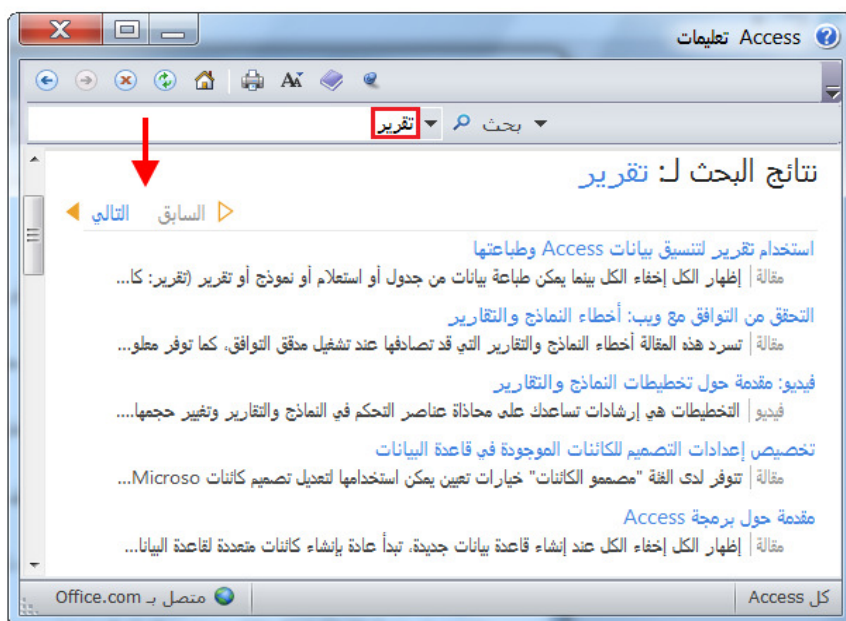 تعليمات Access
تقرير بحث
نتائج البحث لـ: تقرير
السابق التالي
استخدام تقرير لتنسيق بيانات Access وطباعتها
مقالة | إظهار الكل إخفاء الكل بينما يمكن طباعة بيانات من جدول أو استعلام أو نموذج أو تقرير (تقرير: كا...
التحقق من التوافق مع ويب: أخطاء النماذج والتقارير
مقالة | تسرد هذه المقالة أخطاء النماذج والتقارير التي قد تصادفها عند تشغيل مدقق التوافق، كما توفر معلو...
فيديو: مقدمة حول تخطيطات النماذج والتقارير
فيديو | التخطيطات هي إرشادات تساعدك على محاذاة عناصر التحكم في النماذج والتقارير وتغيير حجمها....
تخصيص إعدادات التصميم للكائنات الموجودة في قاعدة البيانات
مقالة | تتوفر لدى الفئة "مصممو الكائنات" خيارات تعيين يمكن استخدامها لتعديل تصميم كائنات Microso...
مقدمة حول برمجة Access
مقالة | إظهار الكل إخفاء الكل عند إنشاء قاعدة بيانات جديدة، تبدأ عادة بإنشاء كائنات متعددة لقاعدة البيانا...
كل Access متصل بـ Office.com